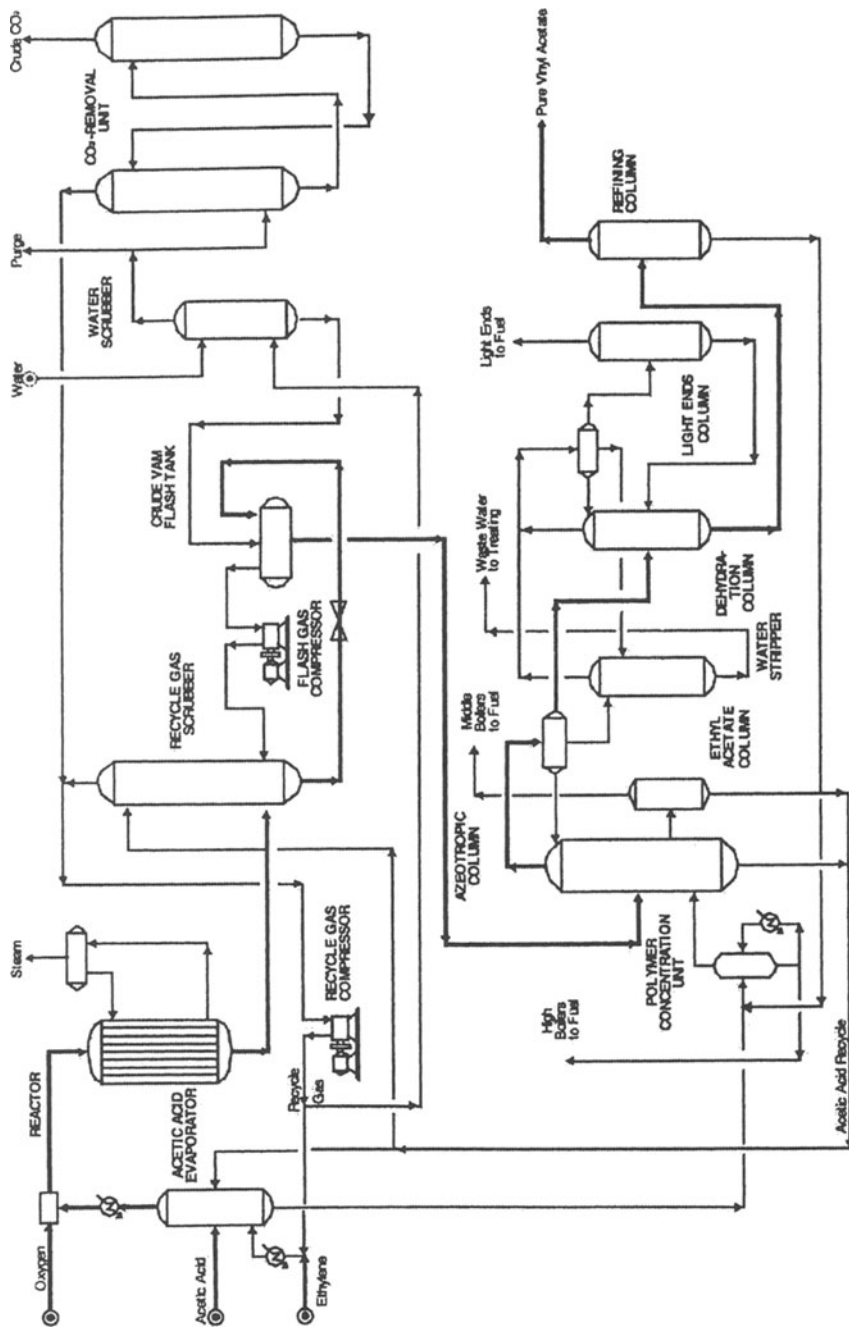 Oxygen
Acetic Acid
Ethylene
REACTOR
ACETIC ACID
EVAPORATOR
Steam
Recycle
Gas
RECYCLE GAS
COMPRESSOR
RECYCLE GAS
SCRUBBER
FLASH GAS
COMPRESSOR
CRUDE VAM
FLASH TANK
Water
WATER
SCRUBBER
Purge
CO₂-REMOVAL
UNIT
Crude CO₂
High
Boilers
to Fuel
Acetic Acid Recycle
POLYMER
CONCENTRATION
UNIT
AZEOTROPIC
COLUMN
Middle
Boilers
to Fuel
ETHYL
ACETATE
COLUMN
WATER
STRIPPER
Waste Water
to Treating
DEHYDRA-
TION
COLUMN
LIGHT ENDS
COLUMN
Light Ends
to Fuel
REFINING
COLUMN
Pure Vinyl Acetate